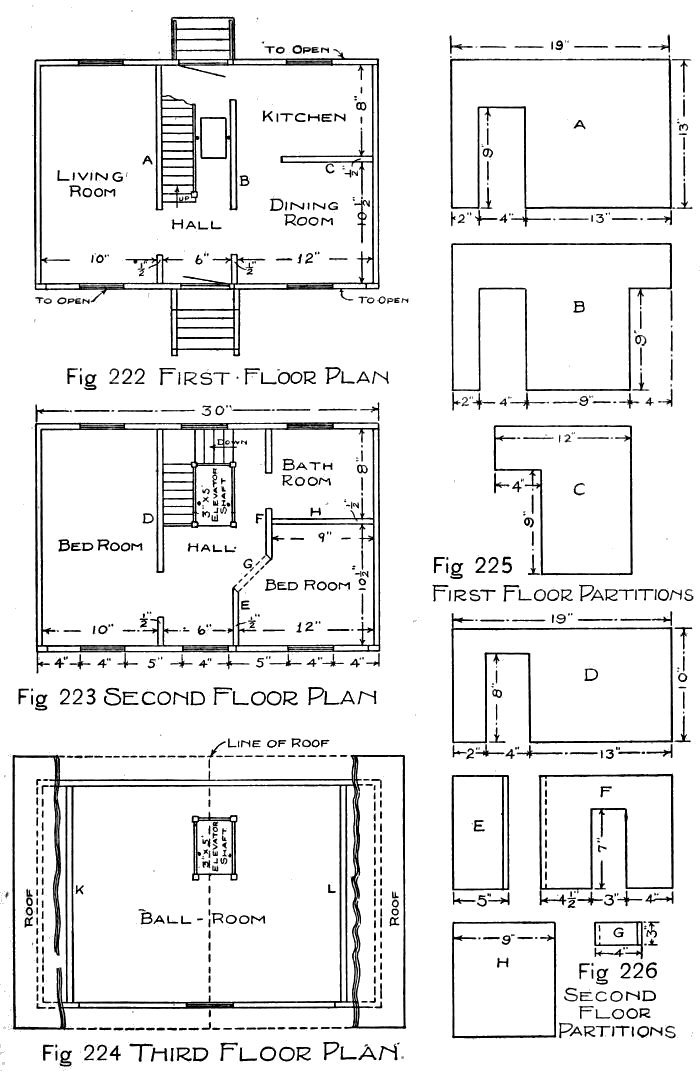 TO OPEN
KITCHEN
8"
A
LIVING
ROOM
B
C
1/2"
UP
DINING
ROOM
10 1/2"
HALL
10"
1/2"
6"
1/2"
12"
TO OPEN
TO OPEN
Fig 222 FIRST·FLOOR PLAN
30"
DOWN
BATH
ROOM
8"
3"X5"
ELEVATOR
SHAFT
D
F
H
1/2"
BED ROOM
HALL
9"
G
BED ROOM
10 1/2"
E
1/2"
1/2"
10"
6"
12"
4"
4"
5"
4"
5"
4"
4"
Fig 223 SECOND FLOOR PLAN
LINE OF ROOF
3"X5"
ELEVATOR
SHAFT
K
L
BALL-ROOM
ROOF
ROOF
Fig 224 THIRD FLOOR PLAN.
19"
A
13"
9"
2"
4"
13"
B
9"
2"
4"
9"
4
12"
4"
C
9"
Fig 225
FIRST FLOOR PARTITIONS
19"
D
10"
8"
2"
4"
13"
E
5"
F
7"
4 1/2"
3"
4"
9"
H
G
3"
4"
Fig 226
SECOND
FLOOR
PARTITIONS